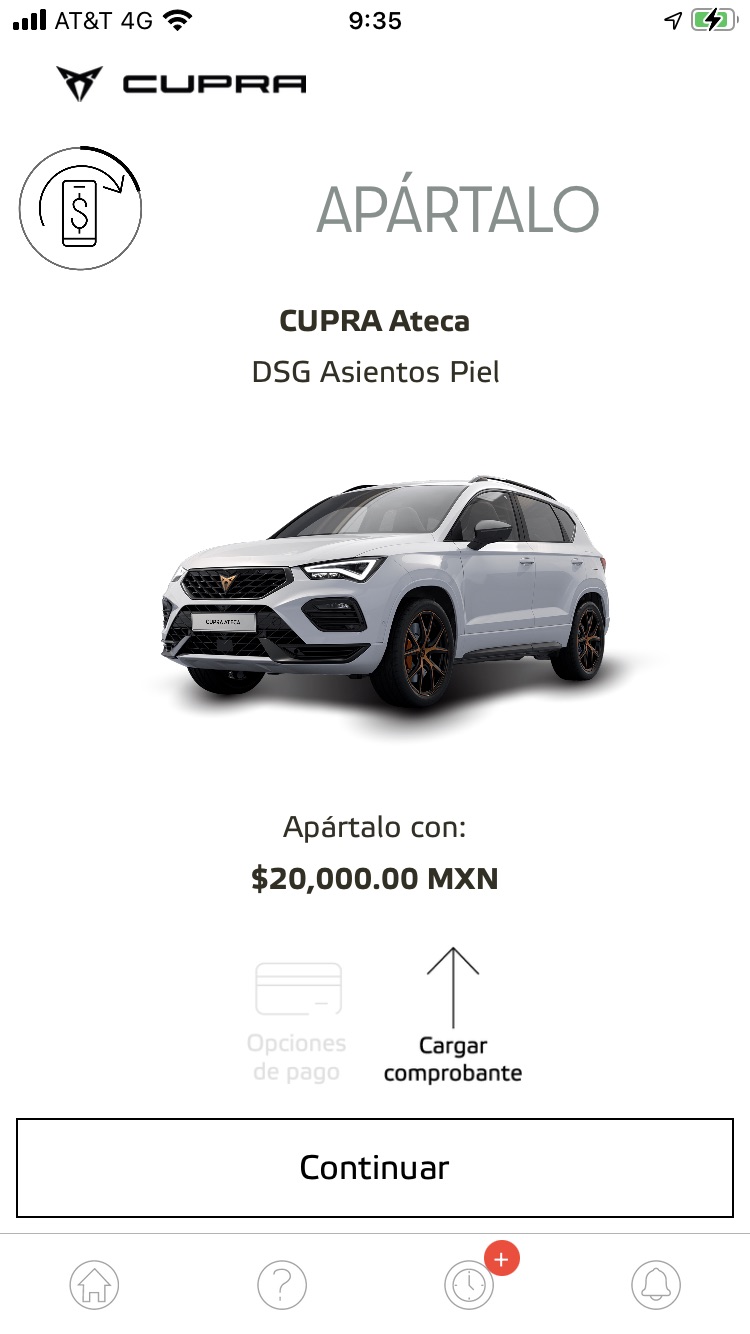 AT&T 4G 9:35
CUPRA
APÁRTALO
CUPRA Ateca
DSG Asientos Piel
CUPRA ATECA
Apártalo con:
$20,000.00 MXN
Opciones
de pago
Cargar
comprobante
Continuar